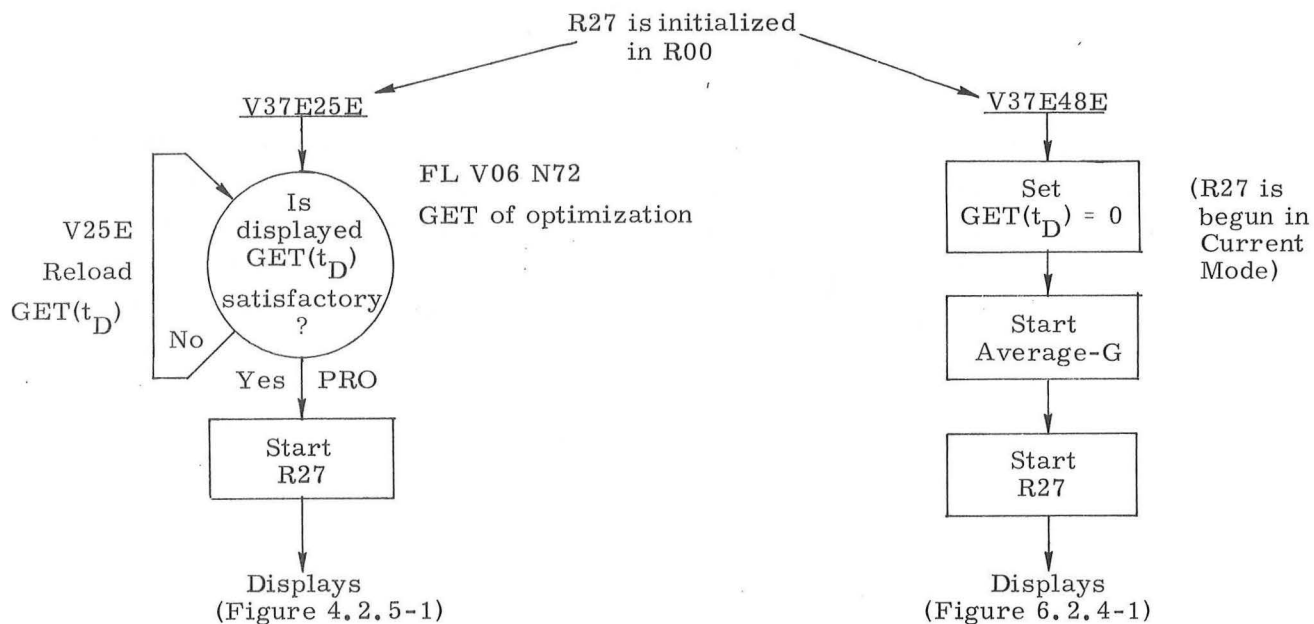 R27 is initialized
in R00
V37E25E
FL V06 N72
GET of optimization
Is
displayed
GET(t_D)
satisfactory
?
V25E
Reload
GET(t_D)
No
Yes
PRO
Start
R27
Displays
(Figure 4.2.5-1)
V37E48E
Set
GET(t_D) = 0
(R27 is
begun in
Current
Mode)
Start
Average-G
Start
R27
Displays
(Figure 6.2.4-1)